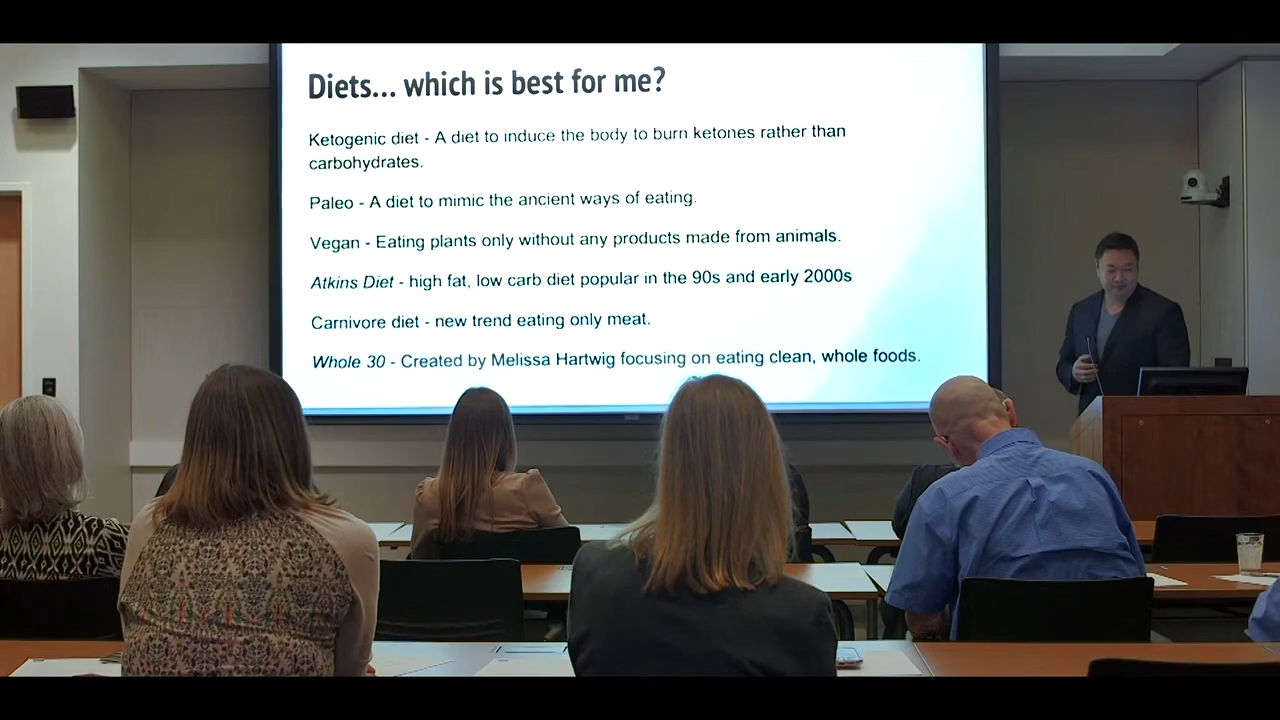 Diets... which is best for me?
Ketogenic diet - A diet to induce the body to burn ketones rather than
carbohydrates.
Paleo - A diet to mimic the ancient ways of eating.
Vegan - Eating plants only without any products made from animals.
Atkins Diet - high fat, low carb diet popular in the 90s and early 2000s
Carnivore diet - new trend eating only meat.
Whole 30 - Created by Melissa Hartwig focusing on eating clean, whole foods.